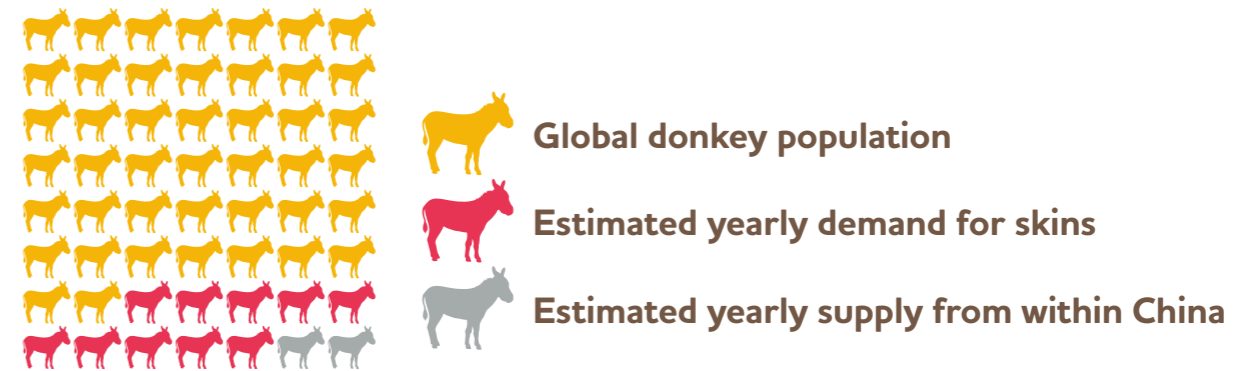 Global donkey population
Estimated yearly demand for skins
Estimated yearly supply from within China